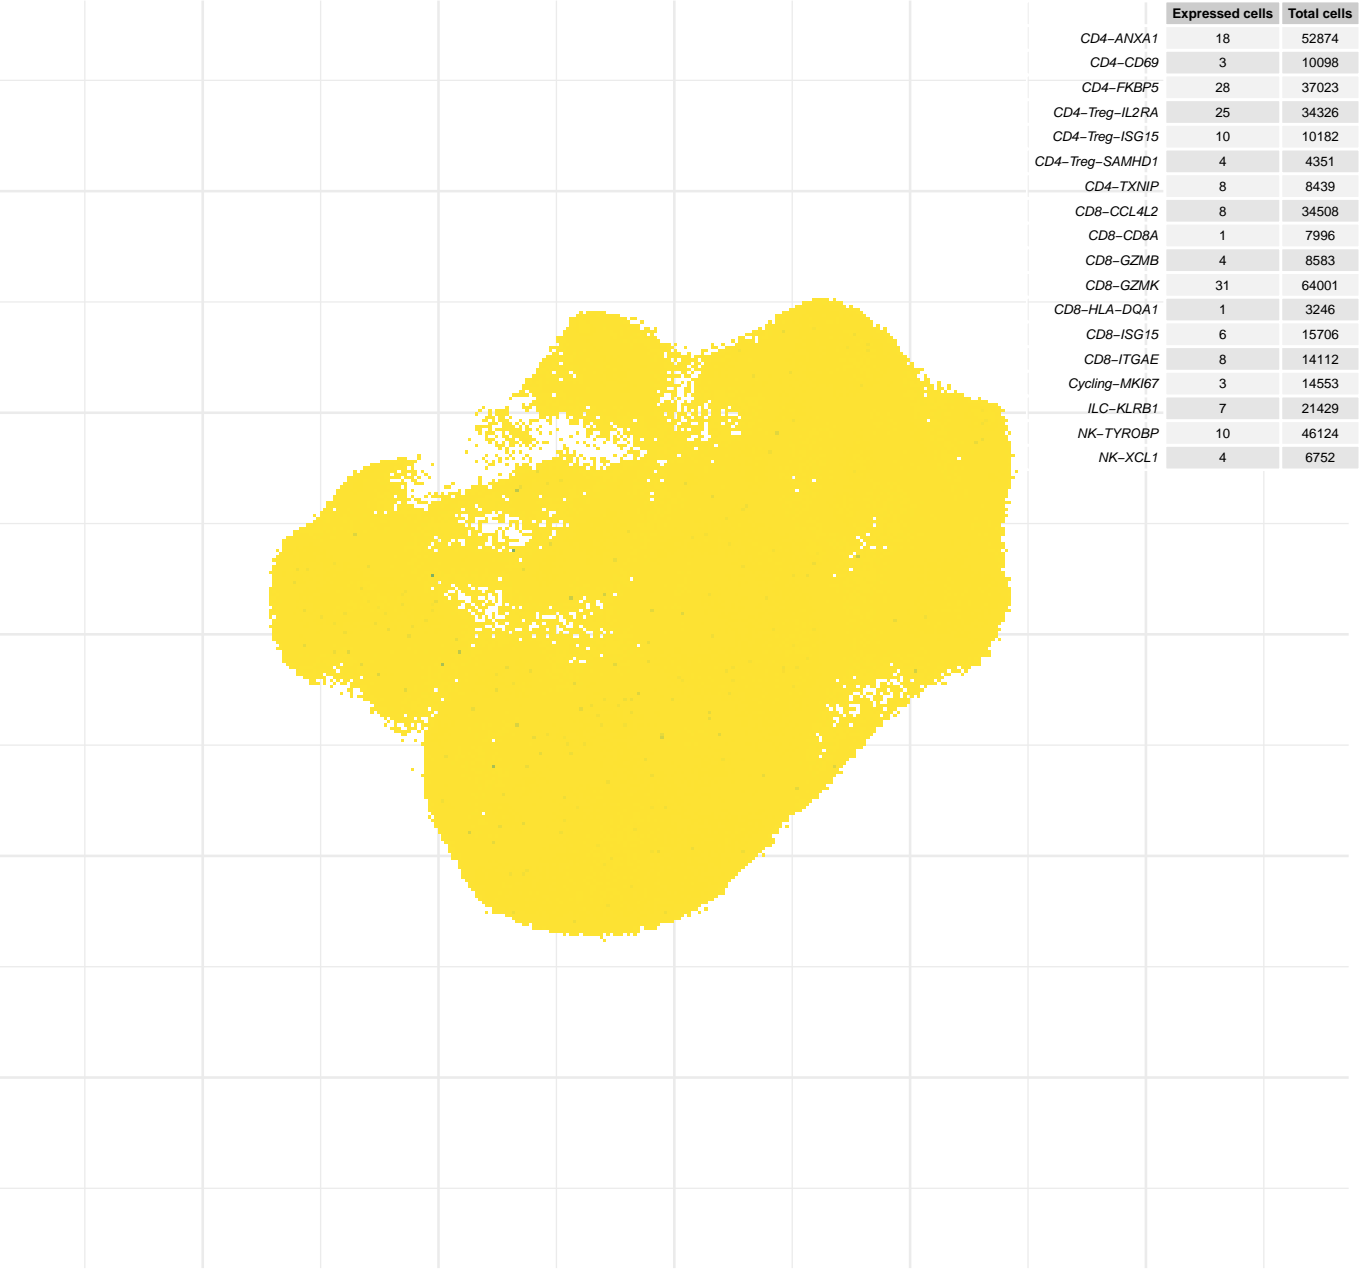 Expressed cells Total cells
CD4−ANXA1 18 52874
CD4−CD69 3 10098
CD4−FKBP5 28 37023
CD4−Treg−IL2RA 25 34326
CD4−Treg−ISG15 10 10182
CD4−Treg−SAMHD1 4 4351
CD4−TXNIP 8 8439
CD8−CCL4L2 8 34508
CD8−CD8A 1 7996
CD8−GZMB 4 8583
CD8−GZMK 31 64001
CD8−HLA−DQA1 1 3246
CD8−ISG15 6 15706
CD8−ITGAE 8 14112
Cycling−MKI67 3 14553
ILC−KLRB1 7 21429
NK−TYROBP 10 46124
NK−XCL1 4 6752